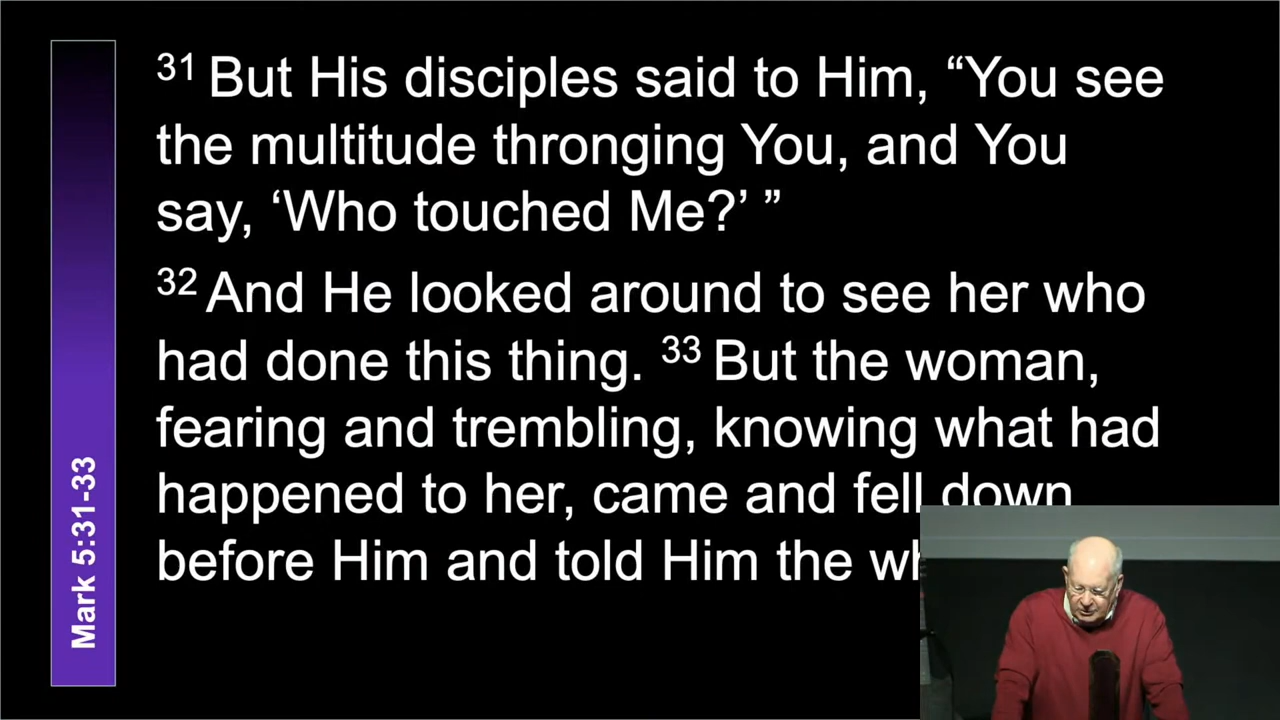 31 But His disciples said to Him, “You see
the multitude thronging You, and You
say, ‘Who touched Me?’ ”
32 And He looked around to see her who
had done this thing. 33 But the woman,
fearing and trembling, knowing what had
happened to her, came and fell down
before Him and told Him the
Mark 5:31-33